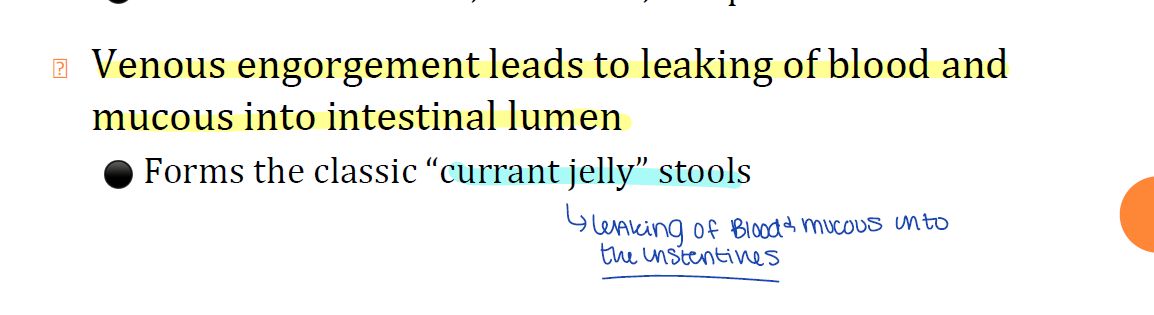 Venous engorgement leads to leaking of blood and
mucous into intestinal lumen
Forms the classic “currant jelly” stools
↳ leaking of Blood & mucous into
the instentines